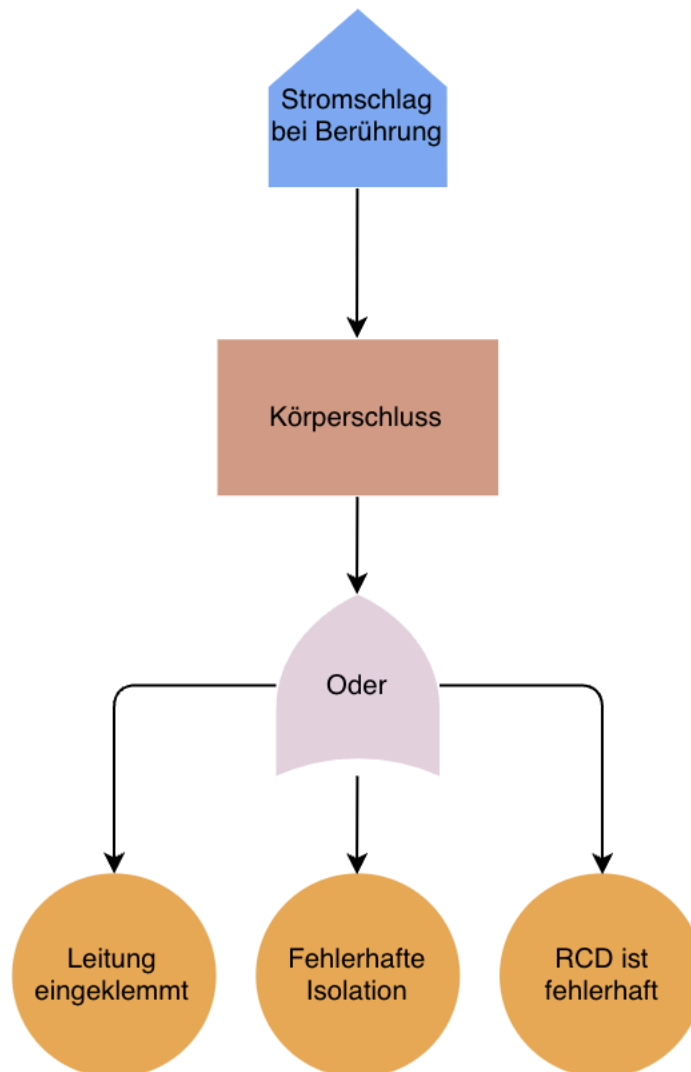 Stromschlag
bei Berührung
Körperschluss
Oder
Leitung
eingeklemmt
Fehlerhafte
Isolation
RCD ist
fehlerhaft